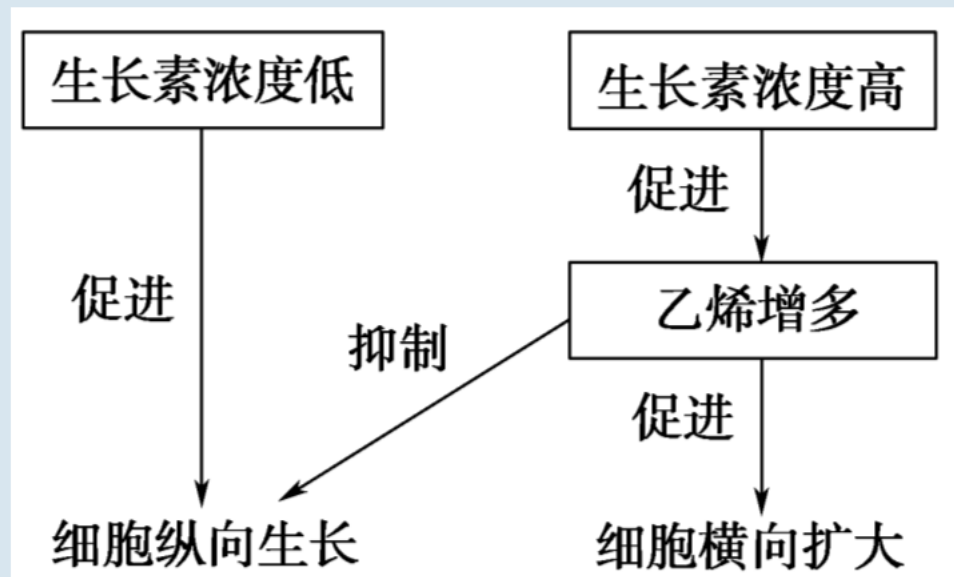 生长素浓度低
生长素浓度高
促进
促进
乙烯增多
抑制
促进
细胞纵向生长
细胞横向扩大